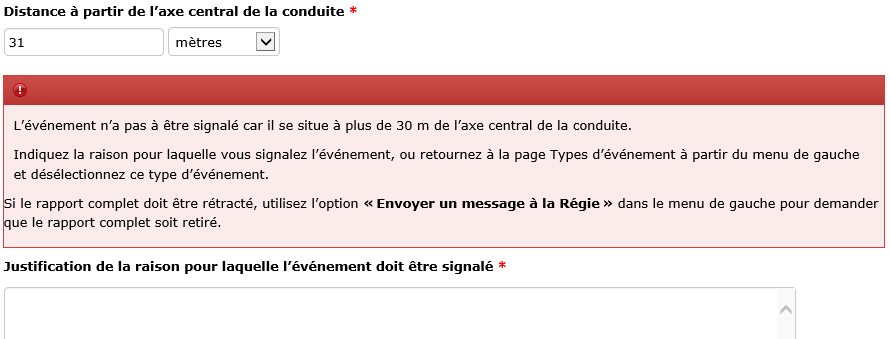 Distance à partir de l’axe central de la conduite *
31 mètres
L’événement n’a pas à être signalé car il se situe à plus de 30 m de l’axe central de la conduite.
Indiquez la raison pour laquelle vous signalez l’événement, ou retournez à la page Types d’événement à partir du menu de gauche
et désélectionnez ce type d’événement.
Si le rapport complet doit être rétracté, utilisez l’option « Envoyer un message à la Régie » dans le menu de gauche pour demander
que le rapport complet soit retiré.
Justification de la raison pour laquelle l’événement doit être signalé *